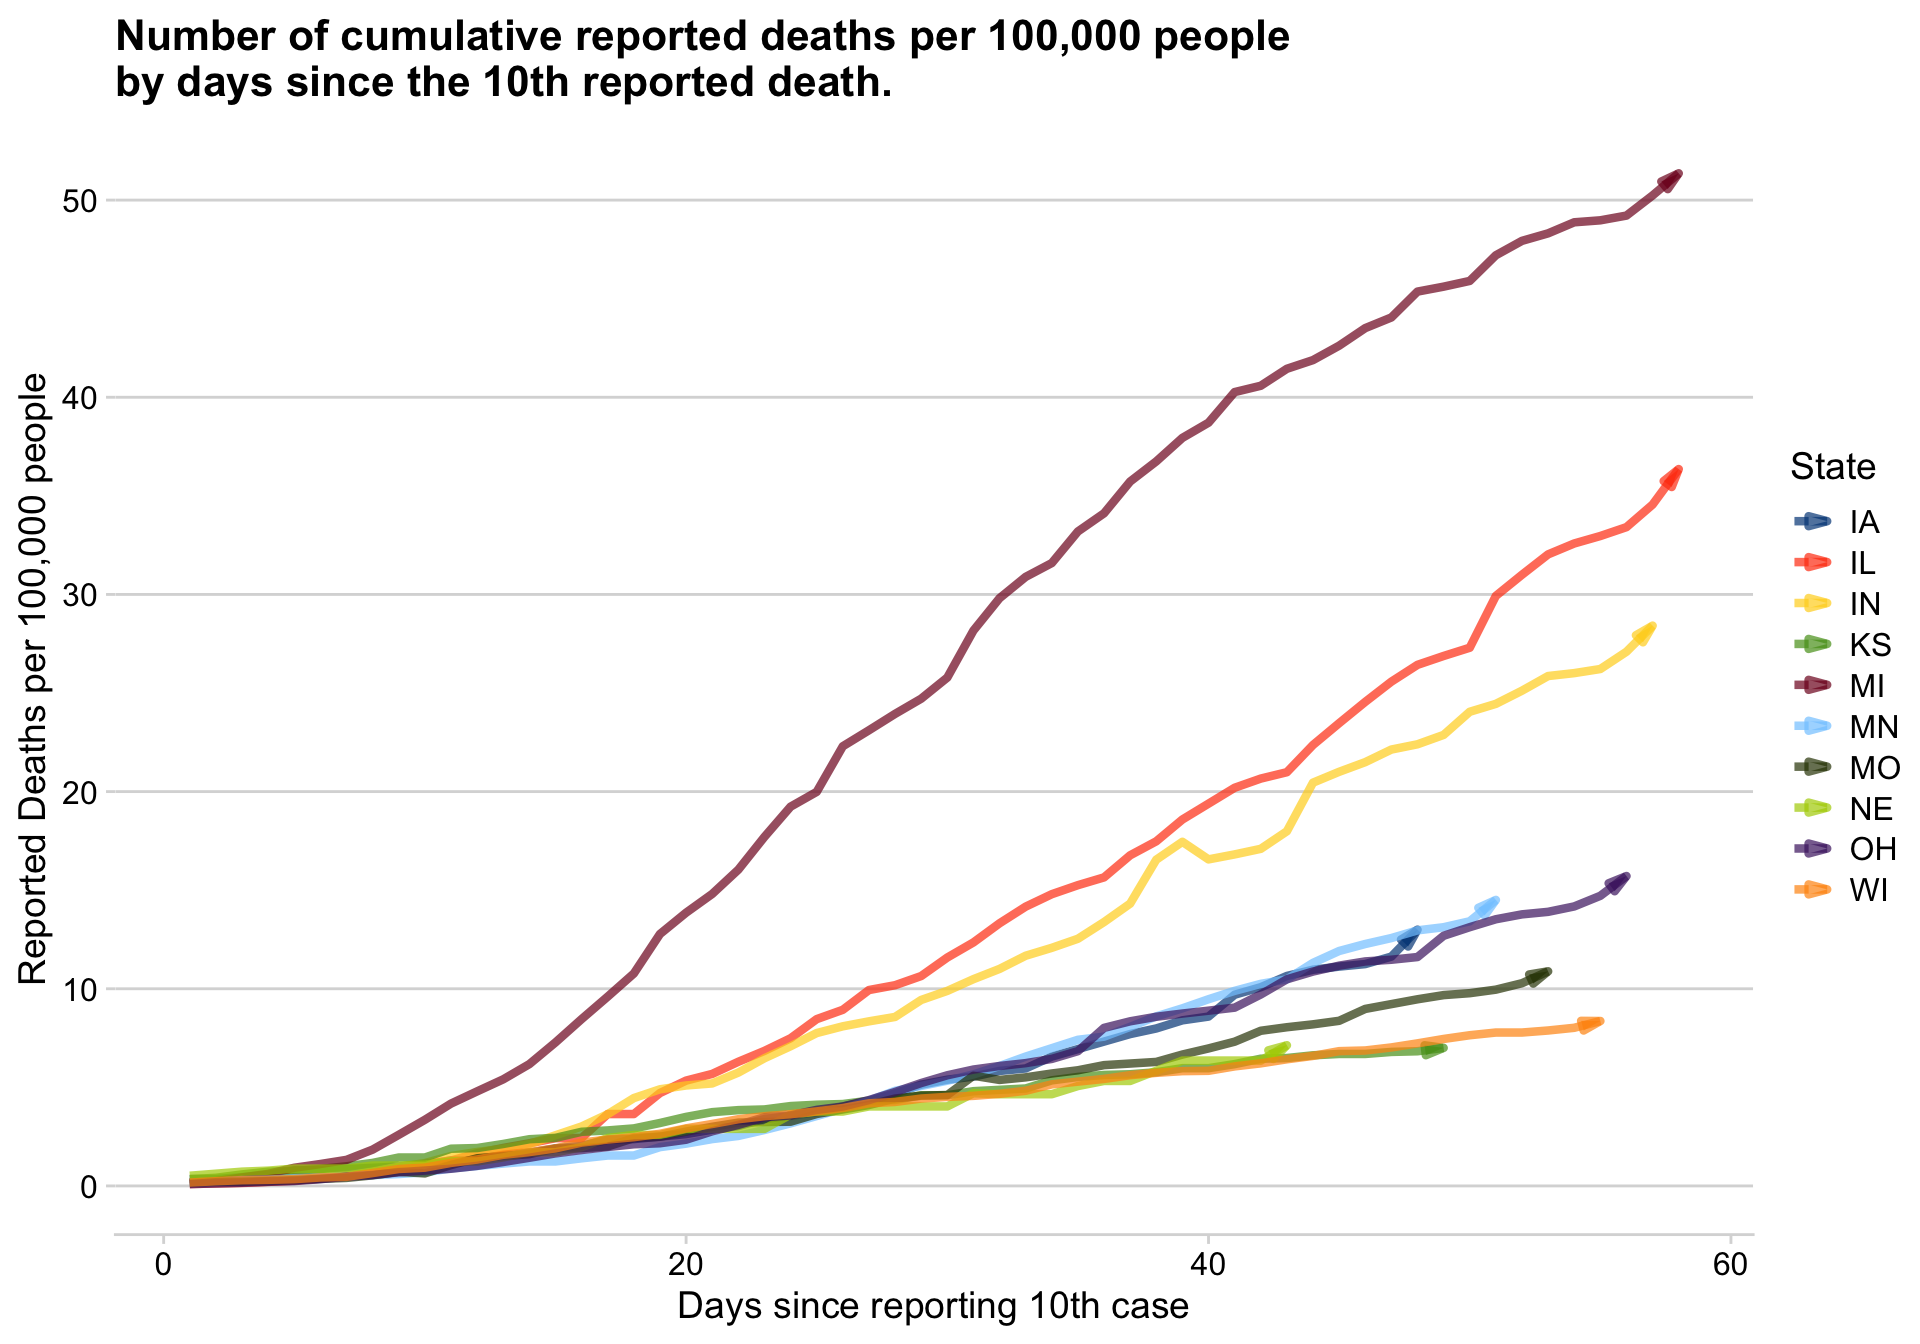 Number of cumulative reported deaths per 100,000 people
by days since the 10th reported death.
Reported Deaths per 100,000 people
50
40
30
20
10
0
0
20
40
60
Days since reporting 10th case
State
IA
IL
IN
KS
MI
MN
MO
NE
OH
WI